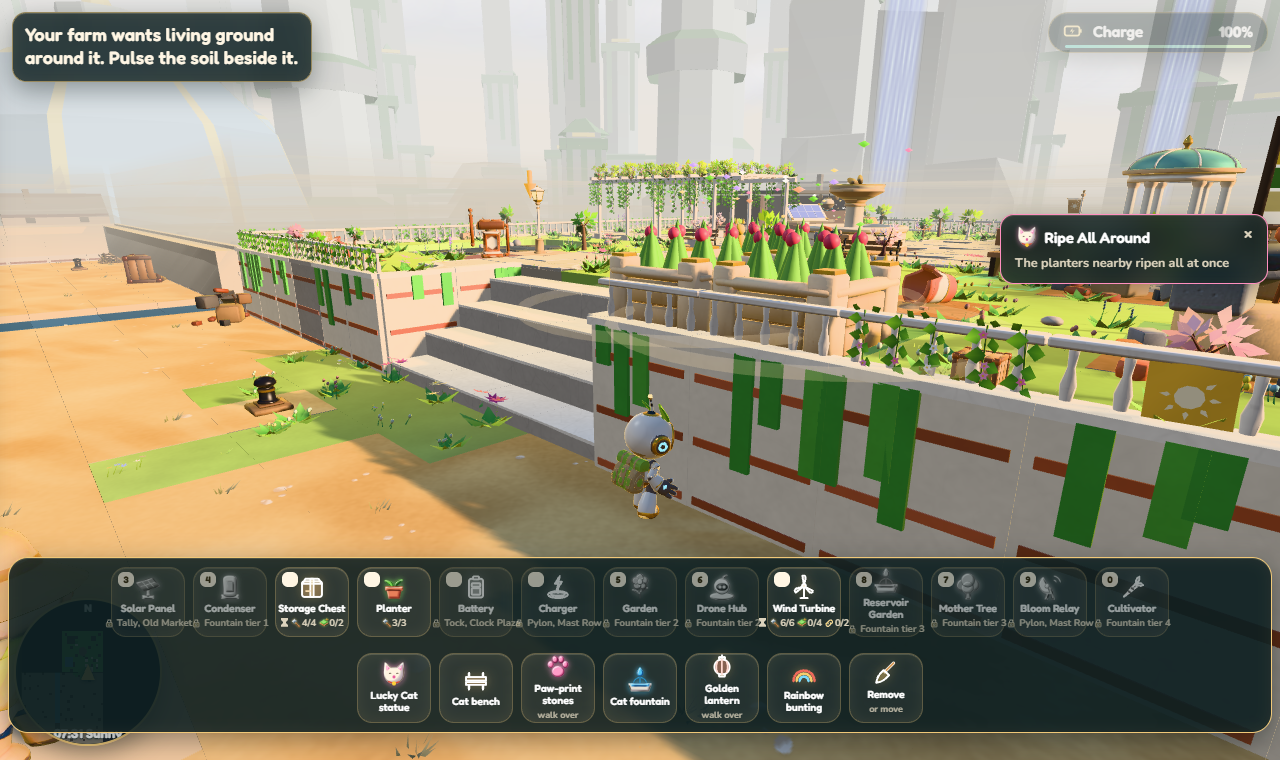 Your farm wants living ground
around it. Pulse the soil beside it.
Charge 100%
Ripe All Around ×
The planters nearby ripen all at once
3
Solar Panel
Tally, Old Market
4
Condenser
Fountain tier 1
Storage Chest
4/4 0/2
Planter
3/3
Battery
Tock, Clock Plaza
Charger
Pylon, Mast Row
5
Garden
Fountain tier 2
6
Drone Hub
Fountain tier
Wind Turbine
6/6 0/4 0/2
8
Reservoir
Garden
Fountain tier 3
7
Mother Tree
Fountain tier 3
9
Bloom Relay
Pylon, Mast Row
0
Cultivator
Fountain tier 4
Lucky Cat
statue
Cat bench
Paw-print
stones
walk over
Cat fountain
Golden
lantern
walk over
Rainbow
bunting
Remove
or move
N
07:31 Sunny